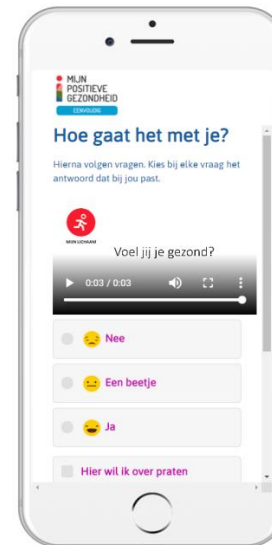 MIJN
POSITIEVE
GEZONDHEID
EENVOUDIG
Hoe gaat het met je?
Hierna volgen vragen. Kies bij elke vraag het
antwoord dat bij jou past.
MIJN LICHAAM
Voel jij je gezond?
0:03 / 0:03
Nee
Een beetje
Ja
Hier wil ik over praten